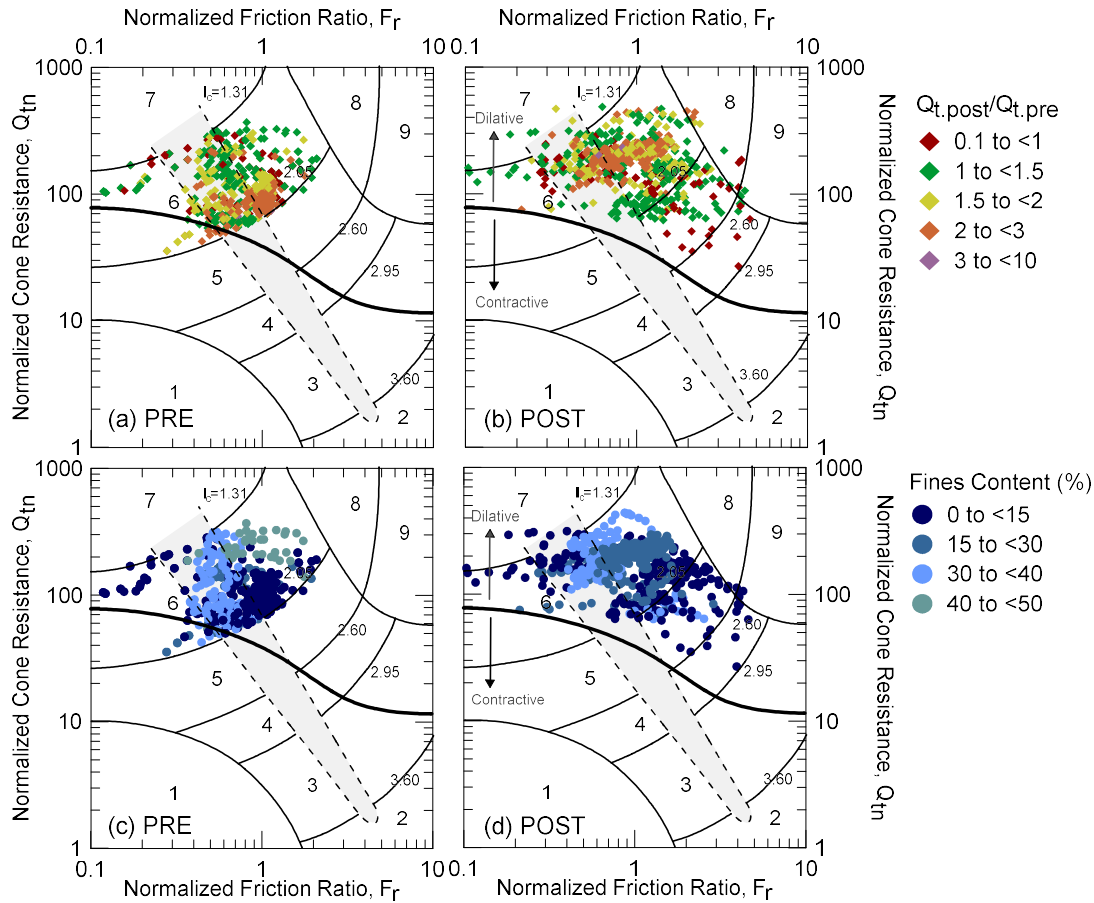 Normalized Friction Ratio, Fr
Normalized Friction Ratio, Fr
0.1 1 10
0.1 1 10
1000
100
10
1
Normalized Cone Resistance, Qtn
7
Ic=1.31
8
9
2.05
6
2.60
5
2.95
4
3
3.60
1
2
(a) PRE
7
Ic=1.31
8
9
Dilative
2.05
6
2.60
2.95
5
Contractive
4
3
3.60
1
2
(b) POST
1000
100
10
1
Normalized Cone Resistance, Qtn
Qt.post/Qt.pre
0.1 to <1
1 to <1.5
1.5 to <2
2 to <3
3 to <10
1000
100
10
1
Normalized Cone Resistance, Qtn
7
Ic=1.31
8
9
2.05
6
2.60
5
2.95
4
3
3.60
1
2
(c) PRE
7
Ic=1.31
8
9
Dilative
2.05
6
2.60
2.95
5
Contractive
4
3
3.60
1
2
(d) POST
1000
100
10
1
Normalized Cone Resistance, Qtn
Fines Content (%)
0 to <15
15 to <30
30 to <40
40 to <50
0.1 1 10
0.1 1 10
Normalized Friction Ratio, Fr
Normalized Friction Ratio, Fr